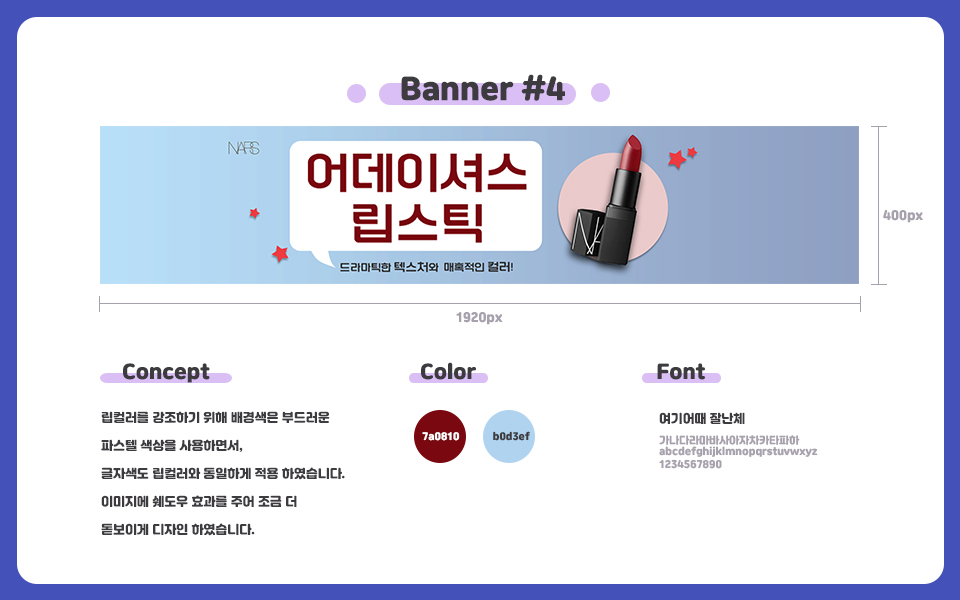 Banner #4
NARS
어데이셔스
립스틱
드라마틱한 텍스처와 매혹적인 컬러!
400px
1920px
Concept
립컬러를 강조하기 위해 배경색은 부드러운
파스텔 색상을 사용하면서,
글자색도 립컬러와 동일하게 적용 하였습니다.
이미지에 쉐도우 효과를 주어 조금 더
돋보이게 디자인 하였습니다.
Color
7a0810
b0d3ef
Font
여기어때 잘난체
가나다라마바사아자차카타파하
abcdefghijklmnopqrstuvwxyz
1234567890